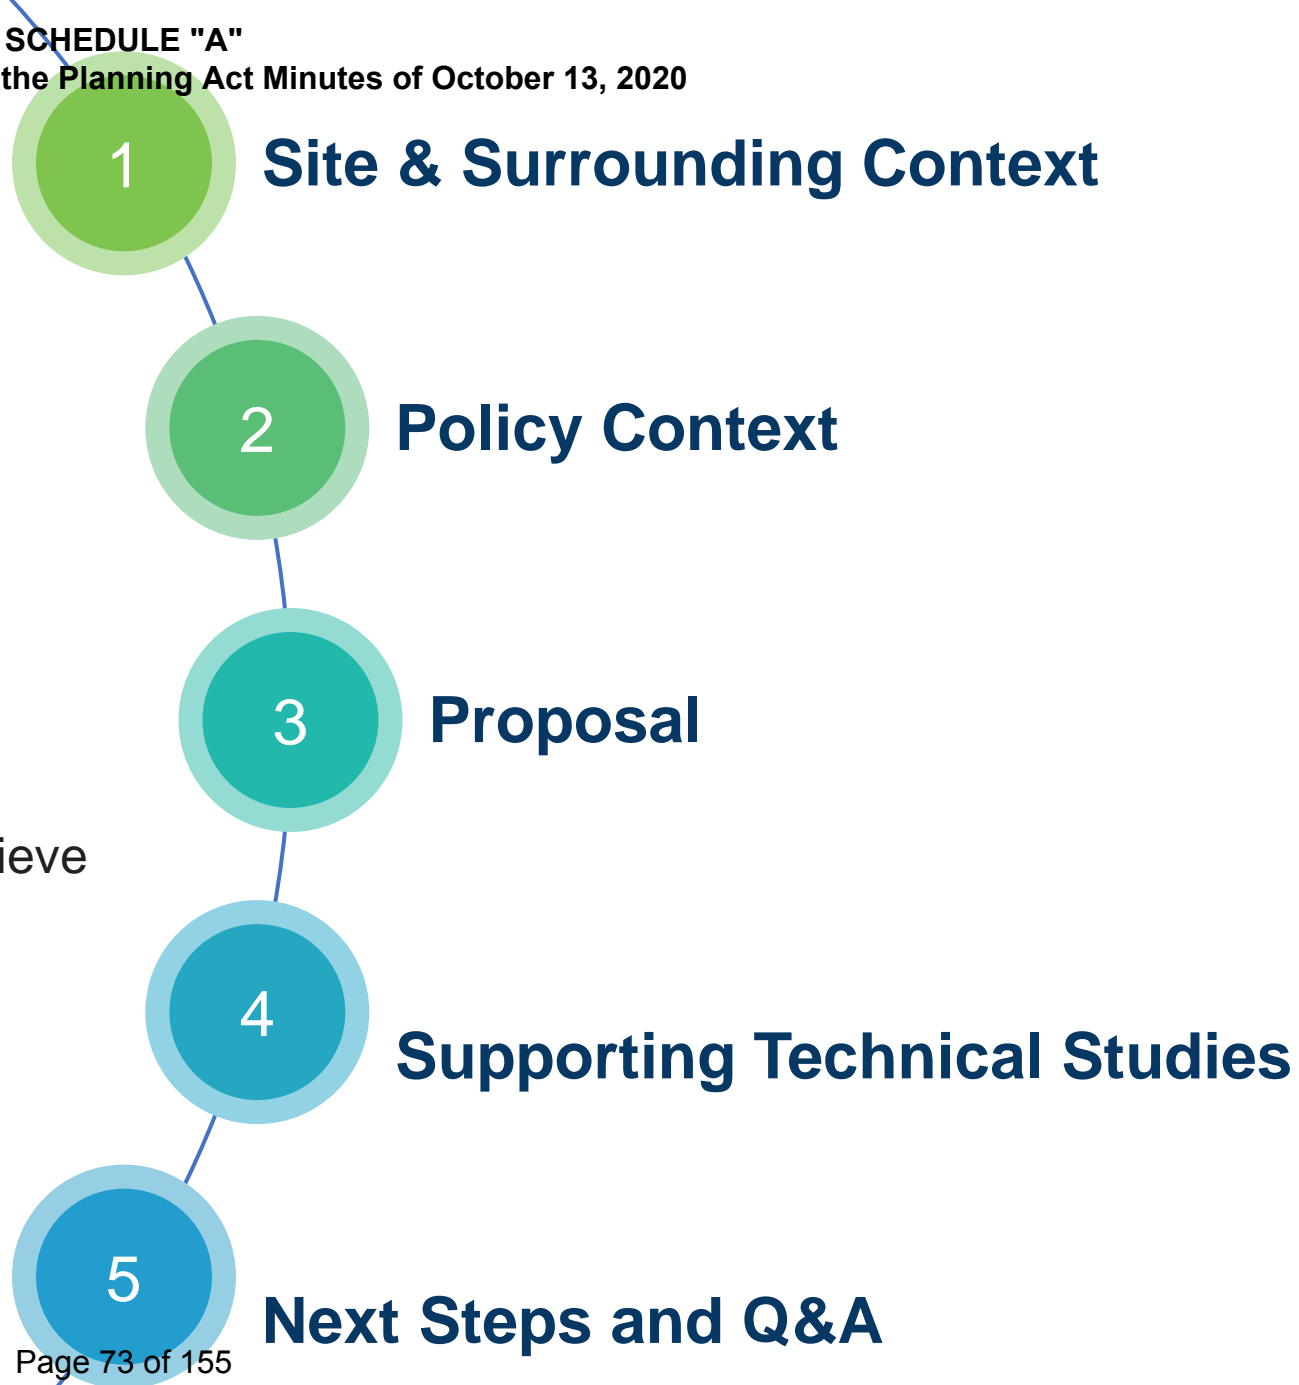 SCHEDULE "A"
the Planning Act Minutes of October 13, 2020
1
Site & Surrounding Context
2
Policy Context
3
Proposal
ieve
4
Supporting Technical Studies
5
Next Steps and Q&A
Page 73 of 155